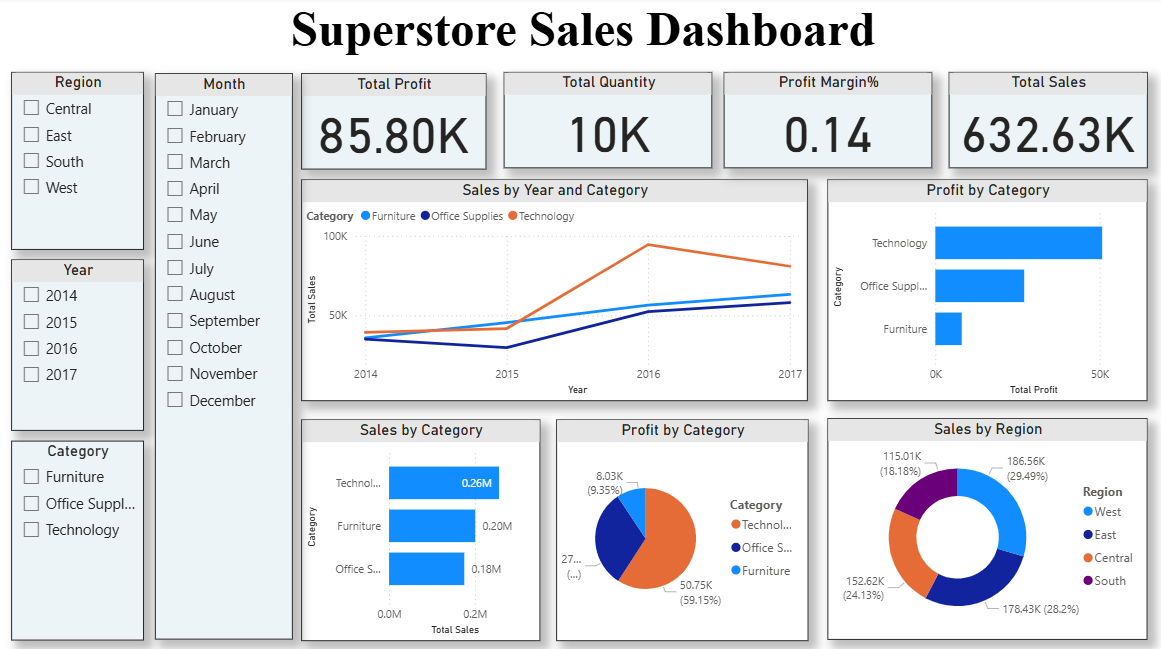 Superstore Sales Dashboard
Region
Central
East
South
West
Year
2014
2015
2016
2017
Category
Furniture
Office Suppl...
Technology
Month
January
February
March
April
May
June
July
August
September
October
November
December
Total Profit
85.80K
Total Quantity
10K
Profit Margin%
0.14
Total Sales
632.63K
Sales by Year and Category
Category Furniture Office Supplies Technology
Total Sales
100K
50K
2014 2015 2016 2017
Year
Profit by Category
Category
Technology
Office Suppl...
Furniture
0K 50K
Total Profit
Sales by Category
Category
Technol...
0.26M
Furniture
0.20M
Office S...
0.18M
0.0M 0.2M
Total Sales
Profit by Category
8.03K
(9.35%)
27...
(...)
50.75K
(59.15%)
Category
Technol...
Office S...
Furniture
Sales by Region
115.01K
(18.18%)
186.56K
(29.49%)
152.62K
(24.13%)
178.43K (28.2%)
Region
West
East
Central
South